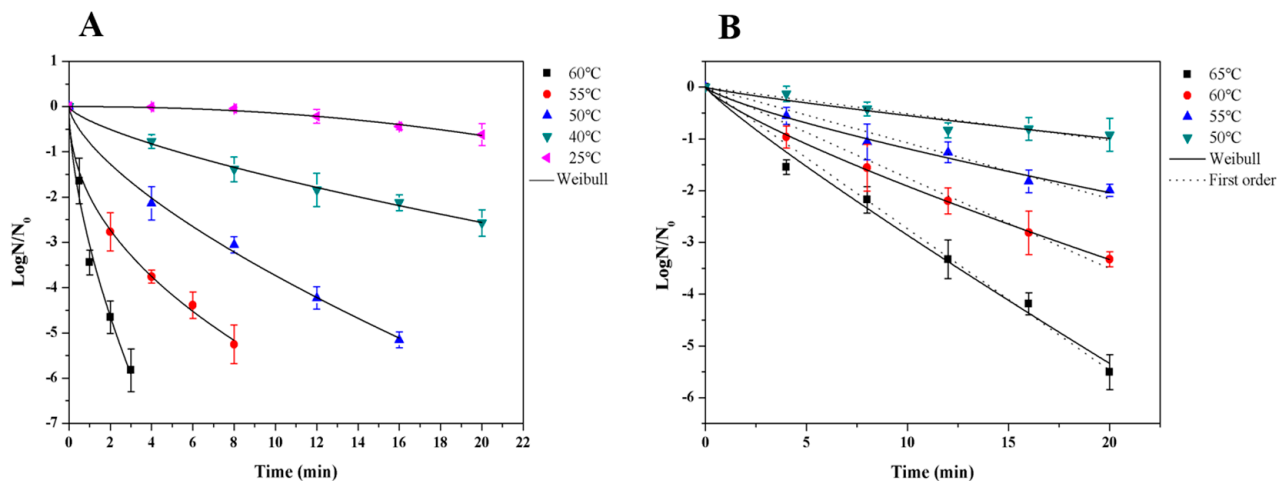 A
LogN/N0
1
0
-1
-2
-3
-4
-5
-6
-7
0 2 4 6 8 10 12 14 16 18 20 22
Time (min)
60℃
55℃
50℃
40℃
25℃
Weibull
B
LogN/N0
0
-1
-2
-3
-4
-5
-6
0 5 10 15 20
Time (min)
65℃
60℃
55℃
50℃
Weibull
First order